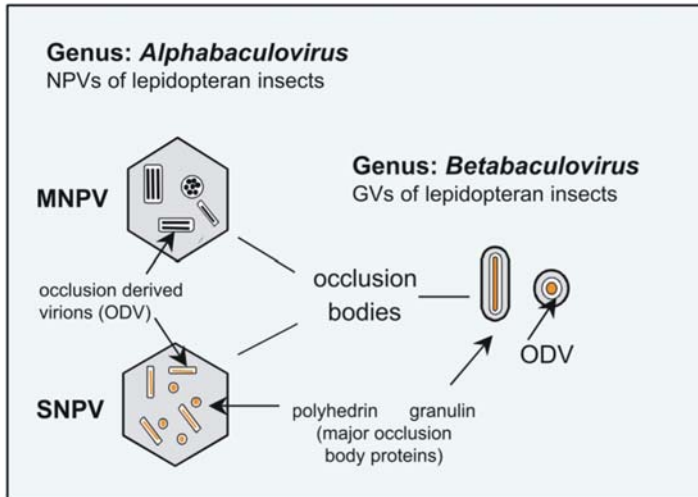 Genus: Alphabaculovirus
NPVs of lepidopteran insects
Genus: Betabaculovirus
GVs of lepidopteran insects
MNPV
occlusion derived
virions (ODV)
occlusion
bodies
ODV
SNPV
polyhedrin granulin
(major occlusion
body proteins)